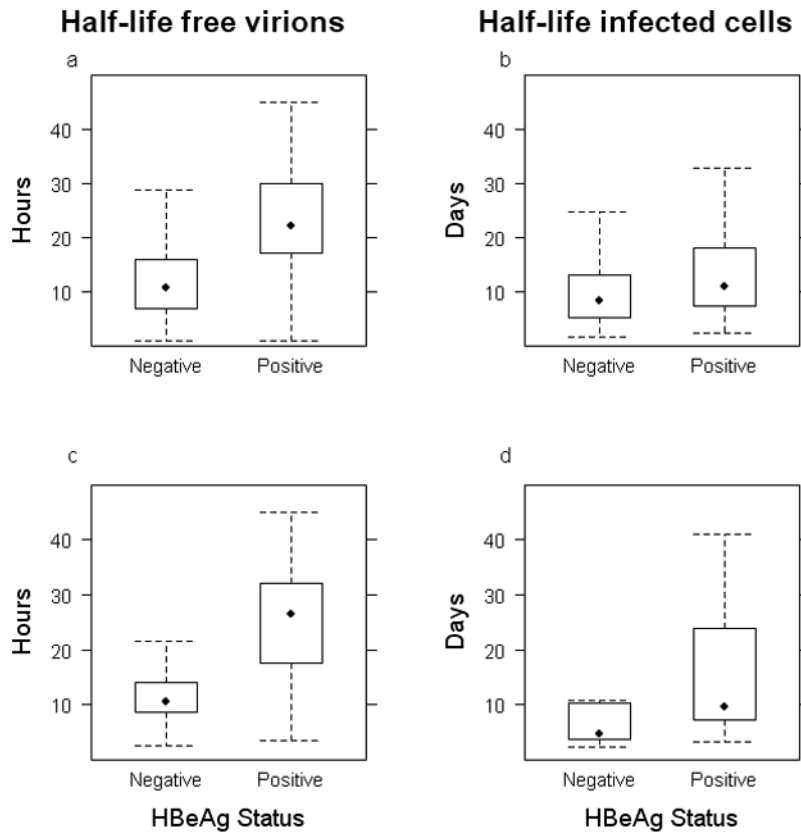 Half-life free virions
Half-life infected cells
a
Hours
40
30
20
10
Negative Positive
b
Days
40
30
20
10
Negative Positive
c
Hours
40
30
20
10
Negative Positive
HBeAg Status
d
Days
40
30
20
10
Negative Positive
HBeAg Status